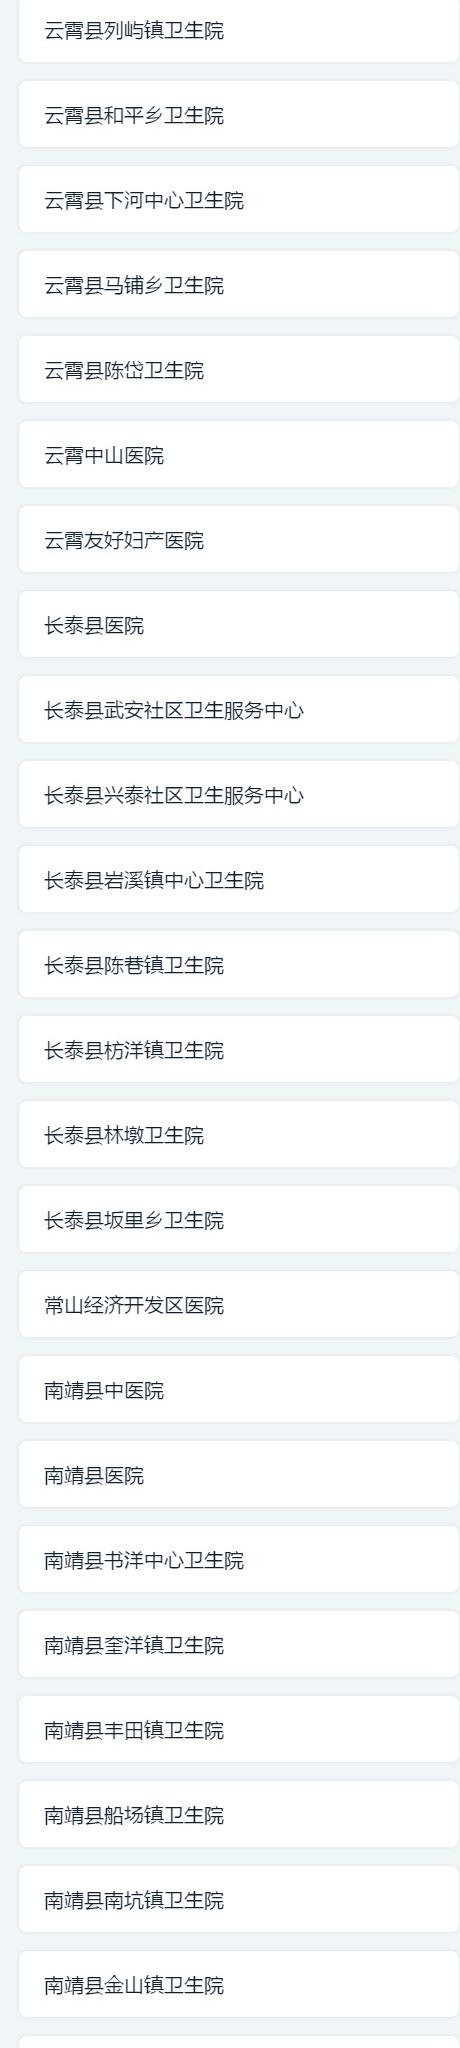 云霄县列屿镇卫生院
云霄县和平乡卫生院
云霄县下河中心卫生院
云霄县马铺乡卫生院
云霄县陈岱卫生院
云霄中山医院
云霄友好妇产医院
长泰县医院
长泰县武安社区卫生服务中心
长泰县兴泰社区卫生服务中心
长泰县岩溪镇中心卫生院
长泰县陈巷镇卫生院
长泰县枋洋镇卫生院
长泰县林墩卫生院
长泰县坂里乡卫生院
常山经济开发区医院
南靖县中医院
南靖县医院
南靖县书洋中心卫生院
南靖县奎洋镇卫生院
南靖县丰田镇卫生院
南靖县船场镇卫生院
南靖县南坑镇卫生院
南靖县金山镇卫生院